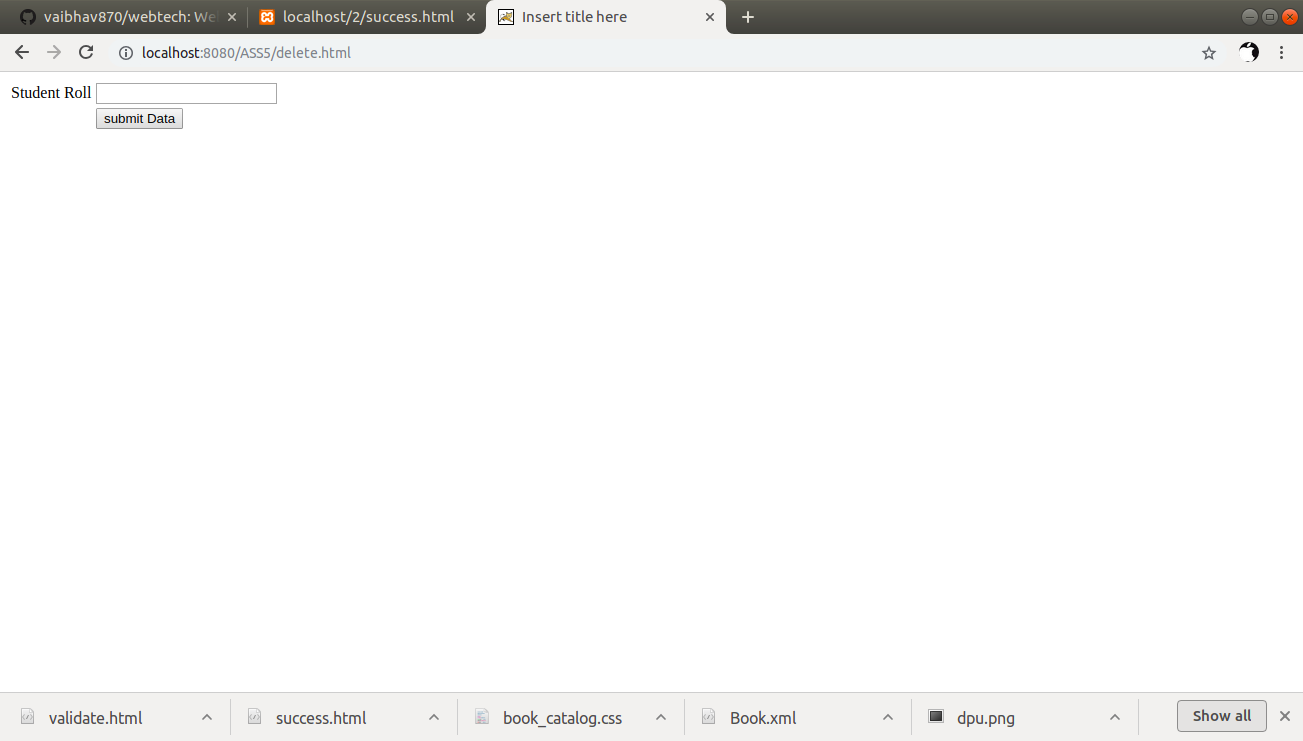 vaibhav870/webtech: We
localhost/2/success.html
Insert title here
localhost:8080/ASS5/delete.html
Student Roll
submit Data
validate.html
success.html
book_catalog.css
Book.xml
dpu.png
Show all